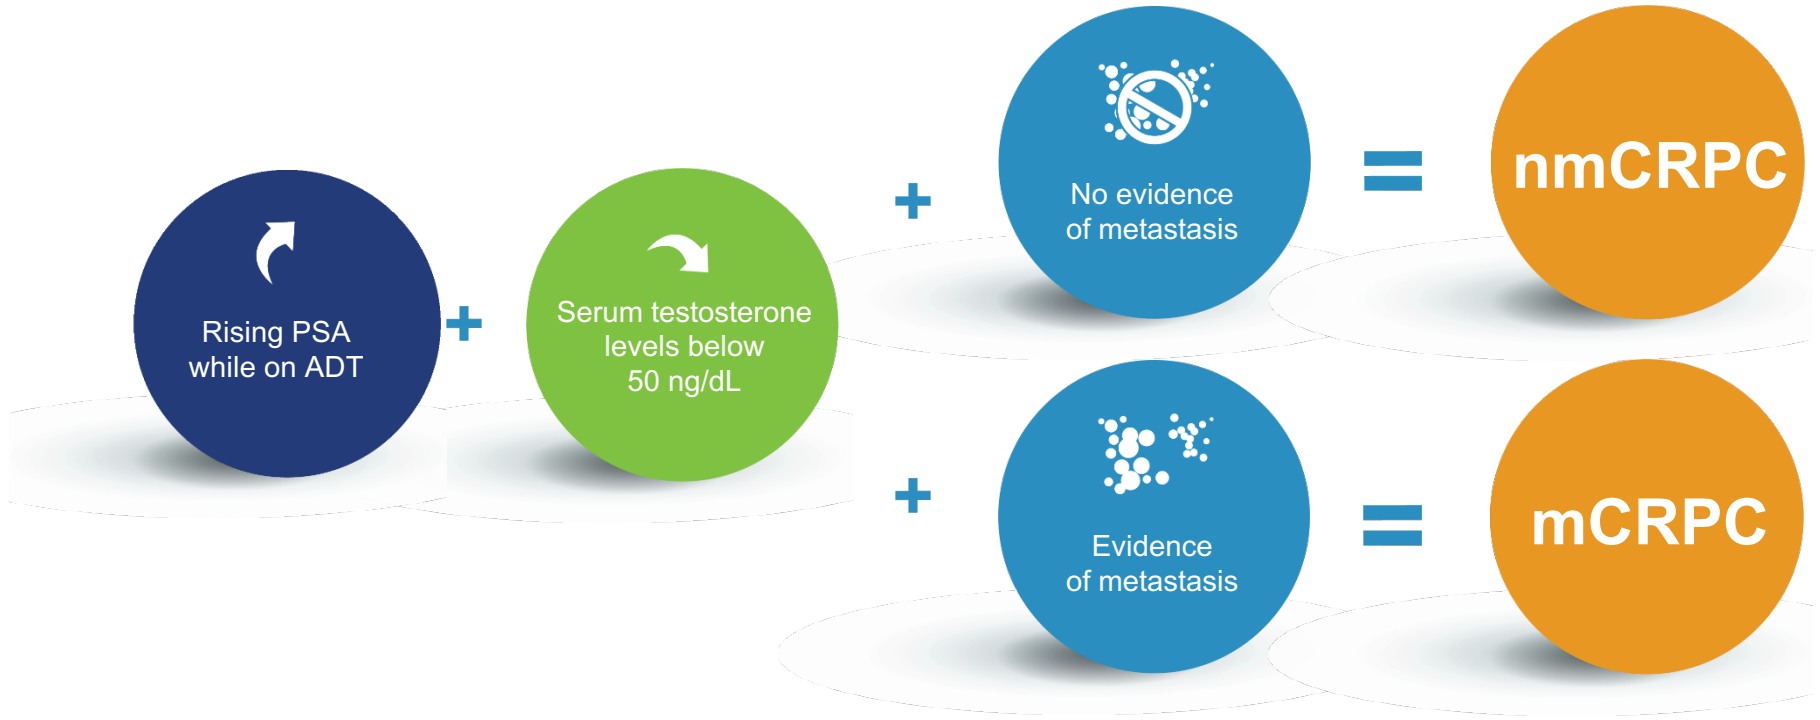 Rising PSA
while on ADT
+
Serum testosterone
levels below
50 ng/dL
+
No evidence
of metastasis
=
nmCRPC
+
Evidence
of metastasis
=
mCRPC